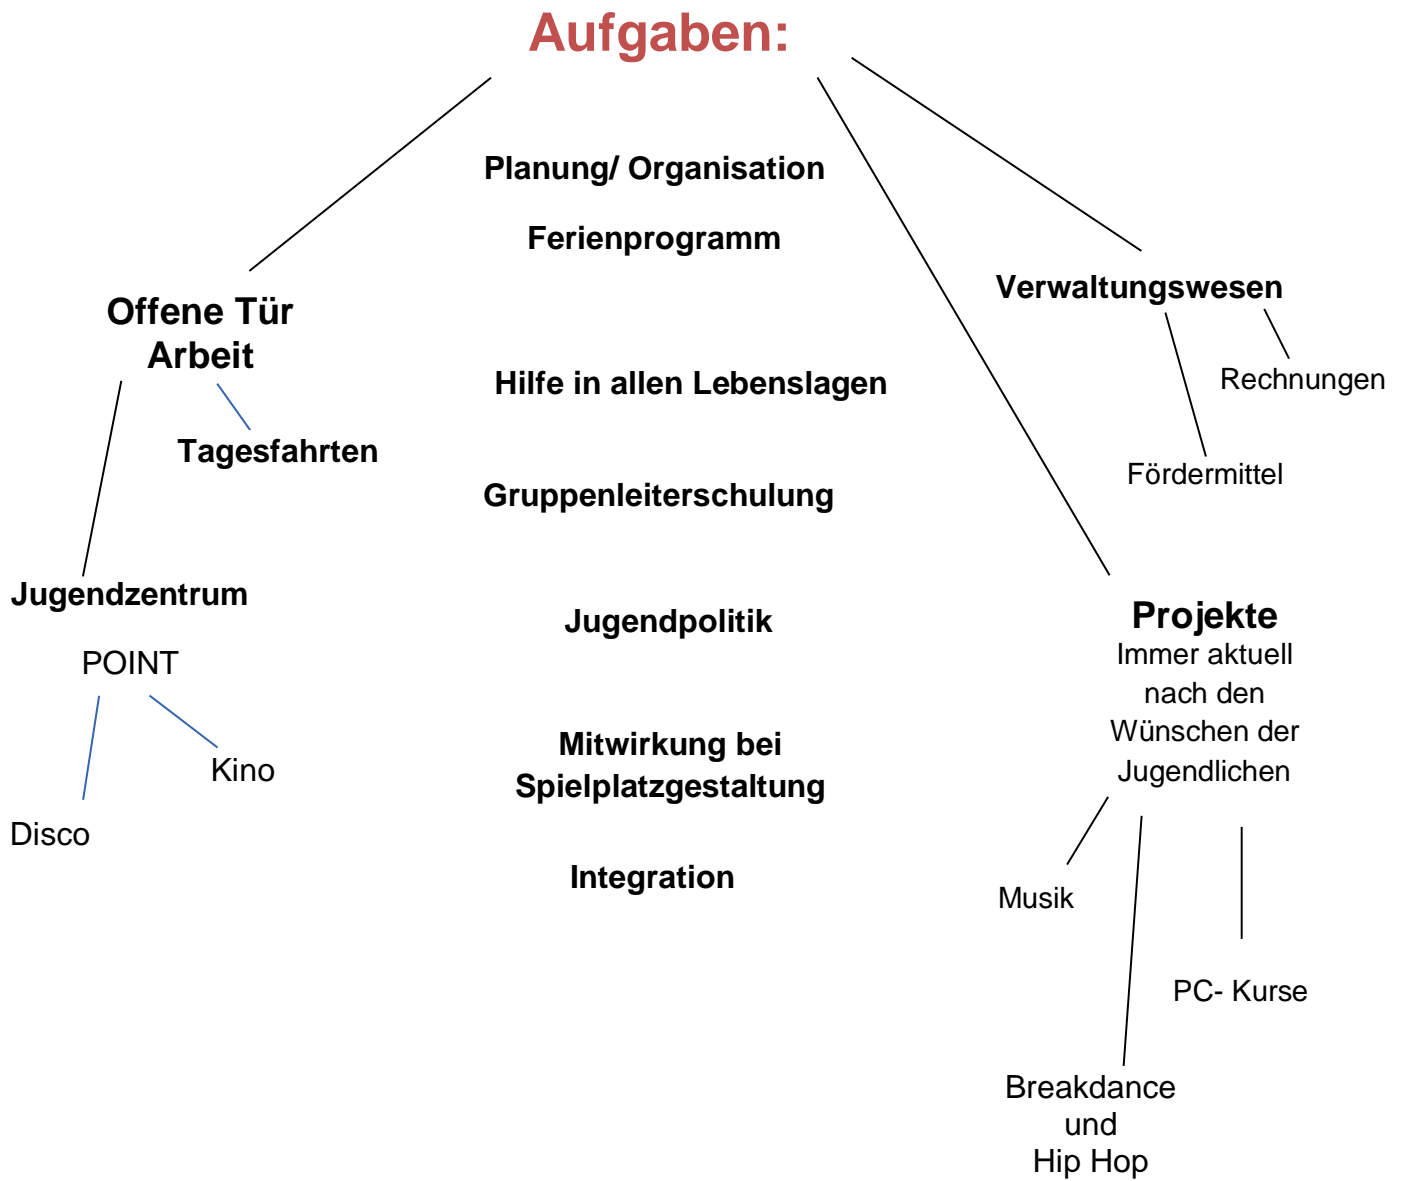 Aufgaben:
Planung/ Organisation
Ferienprogramm
Offene Tür
Arbeit
Verwaltungswesen
Hilfe in allen Lebenslagen
Rechnungen
Tagesfahrten
Fördermittel
Gruppenleiterschulung
Jugendzentrum
POINT
Kino
Disco
Jugendpolitik
Mitwirkung bei
Spielplatzgestaltung
Integration
Projekte
Immer aktuell
nach den
Wünschen der
Jugendlichen
Musik
PC- Kurse
Breakdance
und
Hip Hop